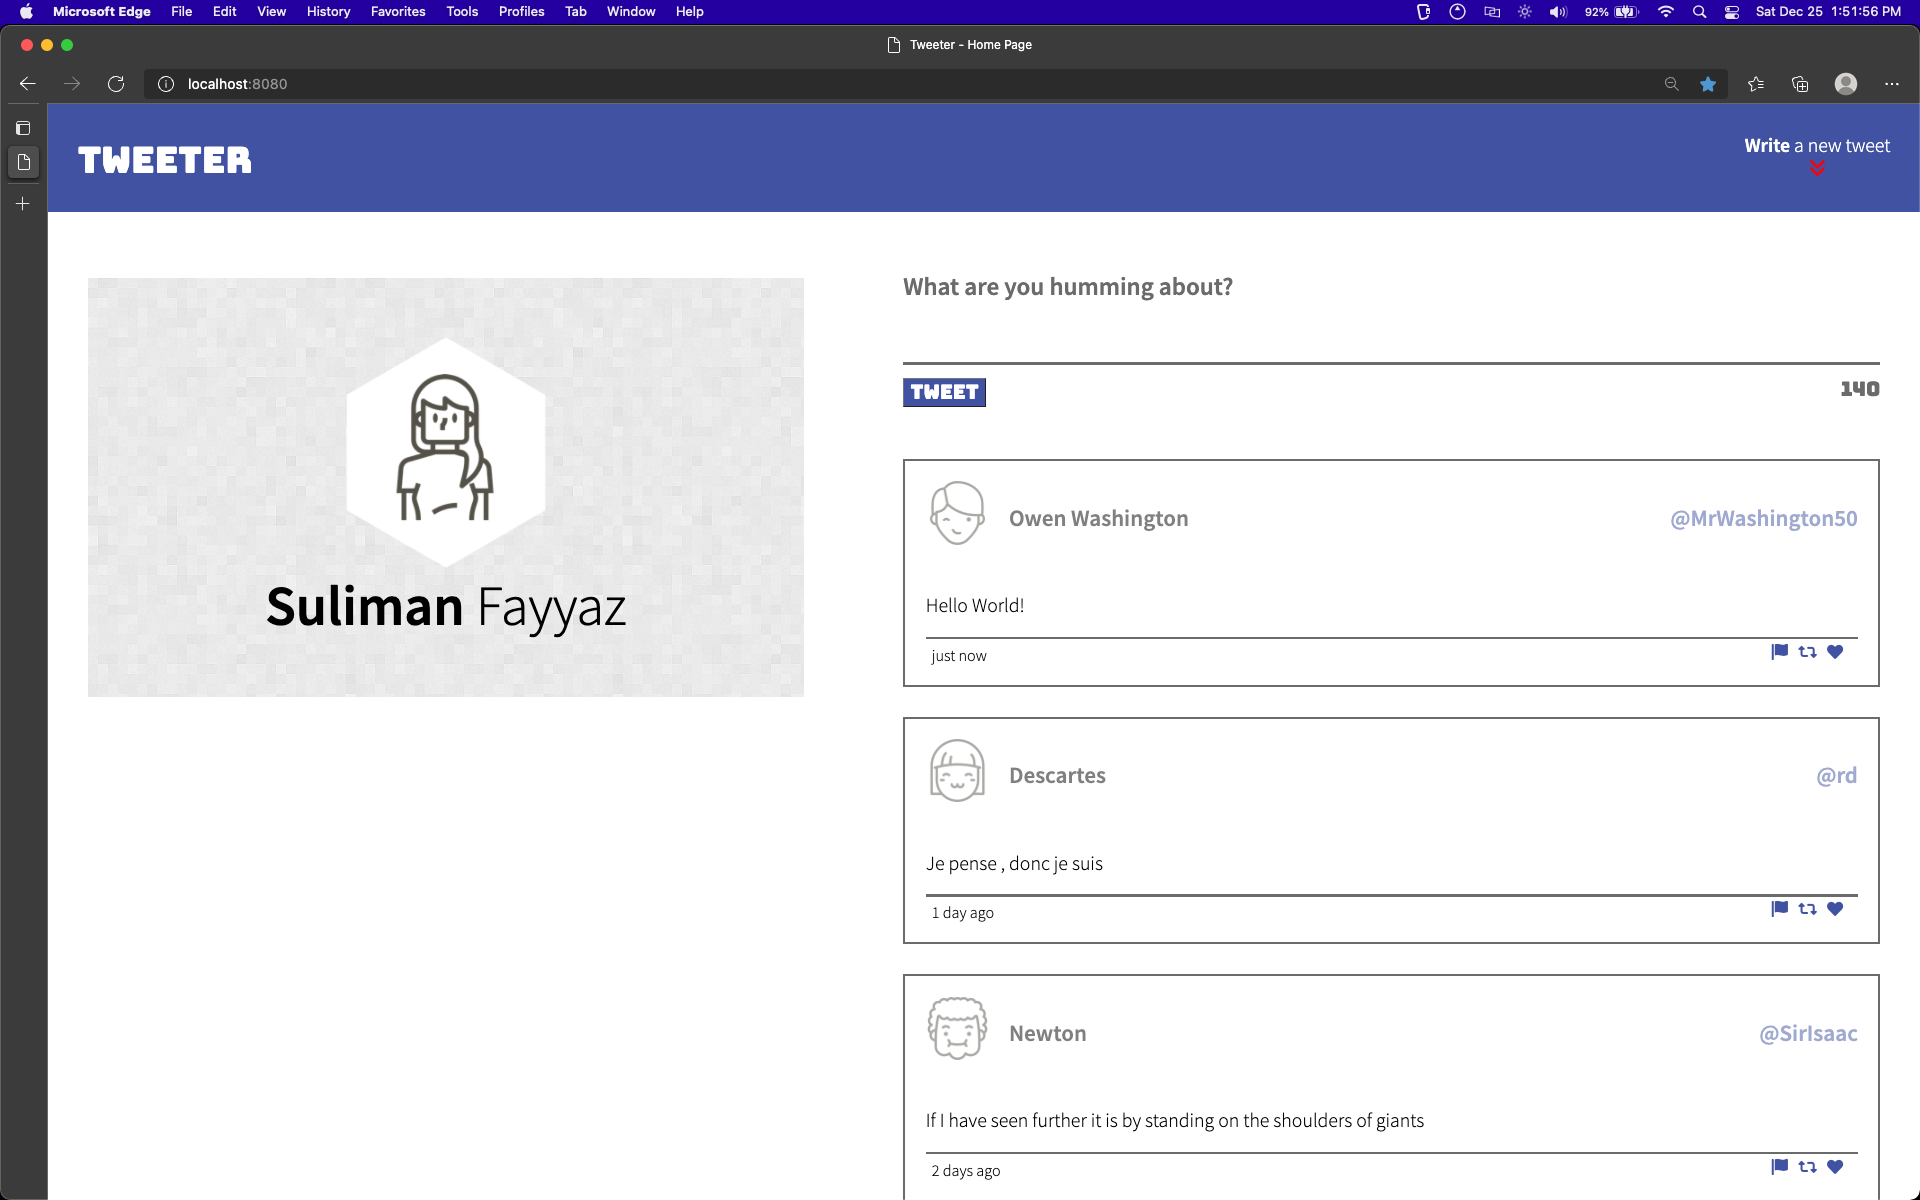 Microsoft Edge File Edit View History Favorites Tools Profiles Tab Window Help 92% Sat Dec 25 1:51:56 PM
Tweeter - Home Page
localhost:8080
TWEETER
Write a new tweet
Suliman Fayyaz
What are you humming about?
TWEET 140
Owen Washington @MrWashington50
Hello World!
just now
Descartes @rd
Je pense , donc je suis
1 day ago
Newton @SirIsaac
If I have seen further it is by standing on the shoulders of giants
2 days ago